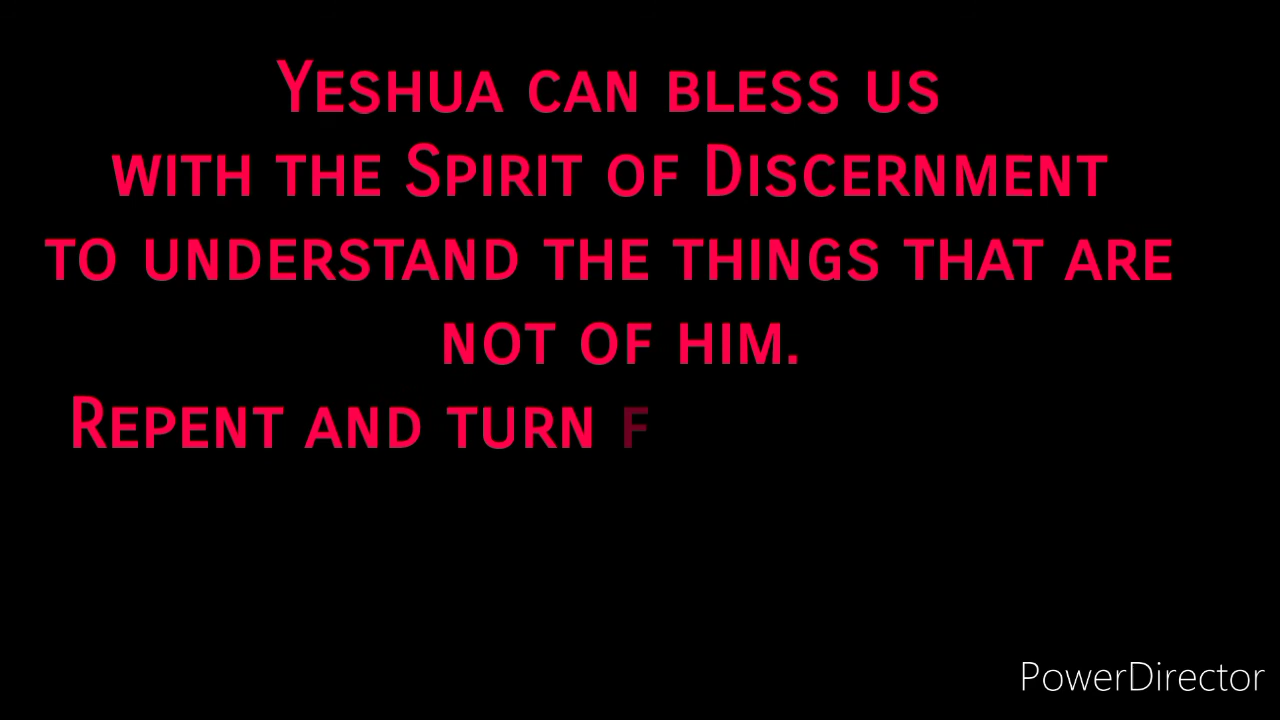 Yeshua can bless us
with the Spirit of Discernment
to understand the things that are
not of him.
Repent and turn f
PowerDirector